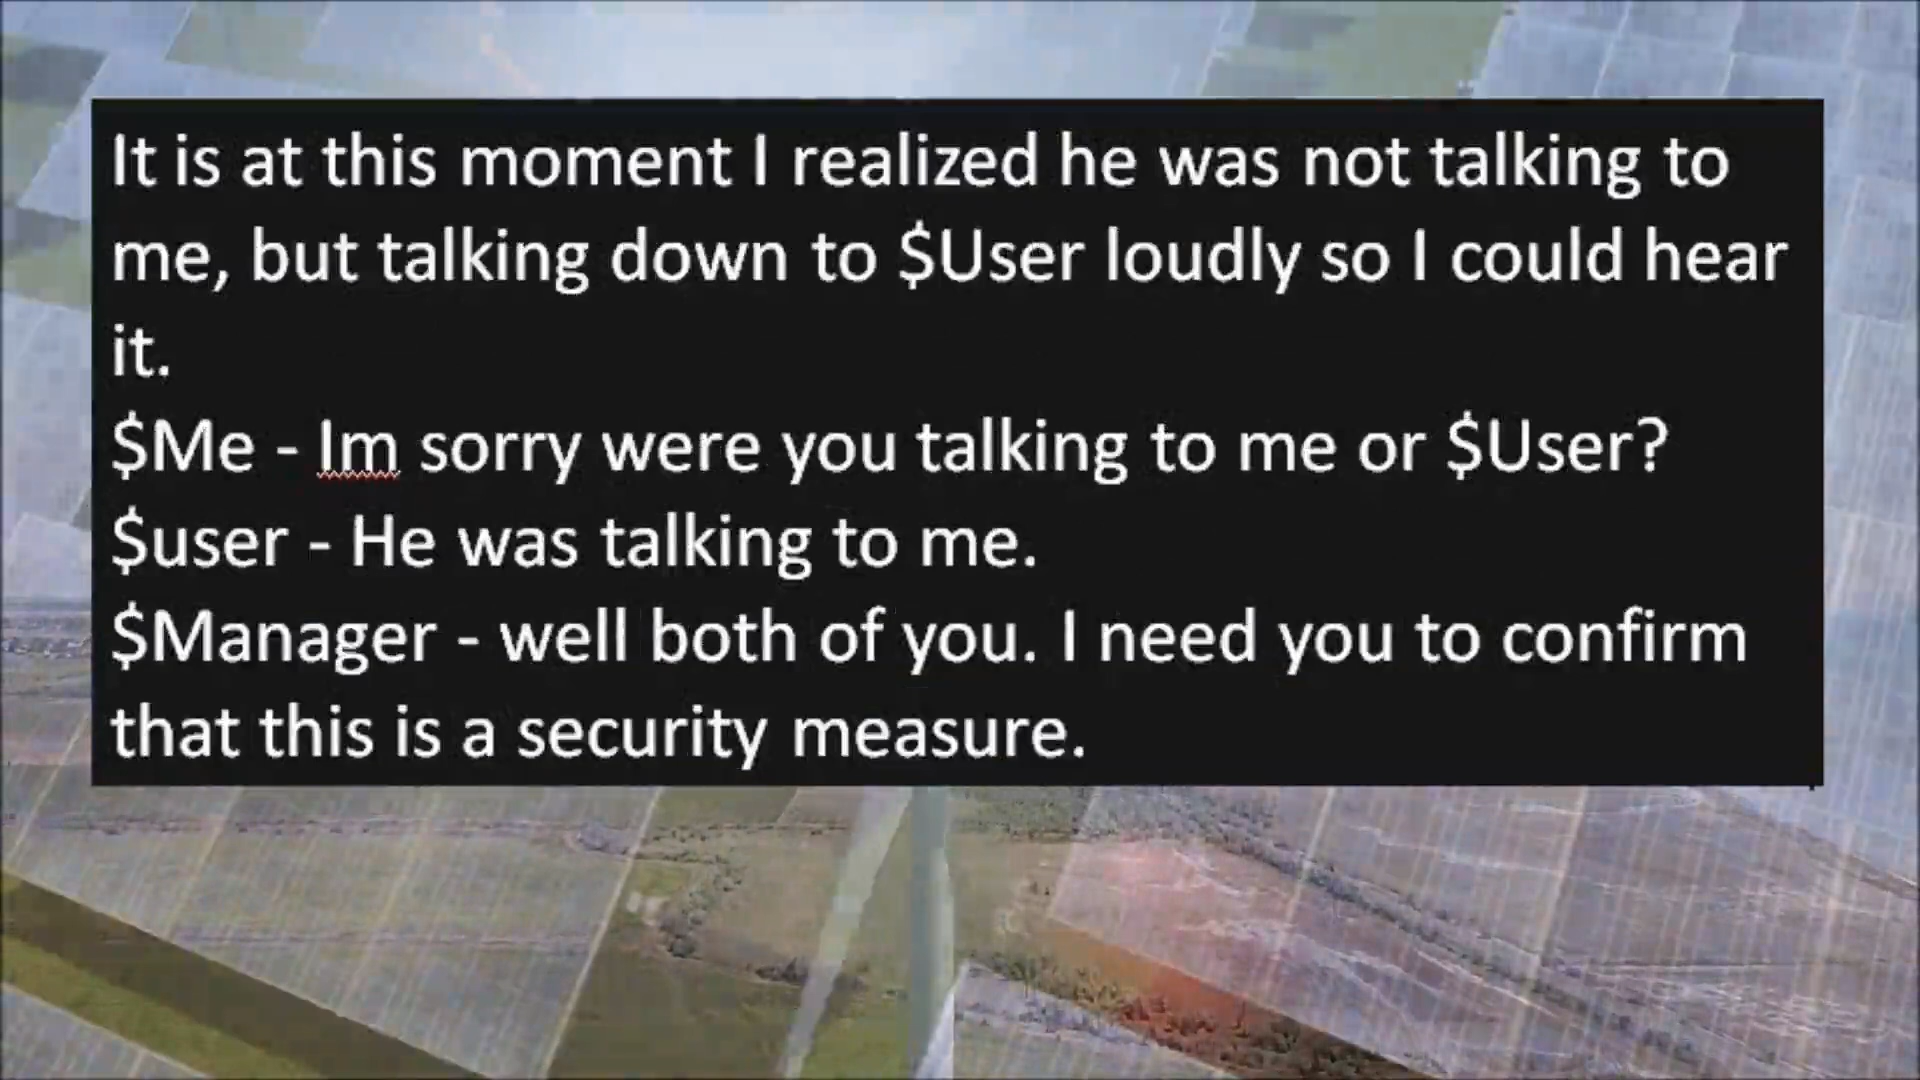 It is at this moment I realized he was not talking to
me, but talking down to $User loudly so I could hear
it.
$Me - Im sorry were you talking to me or $User?
$user - He was talking to me.
$Manager - well both of you. I need you to confirm
that this is a security measure.